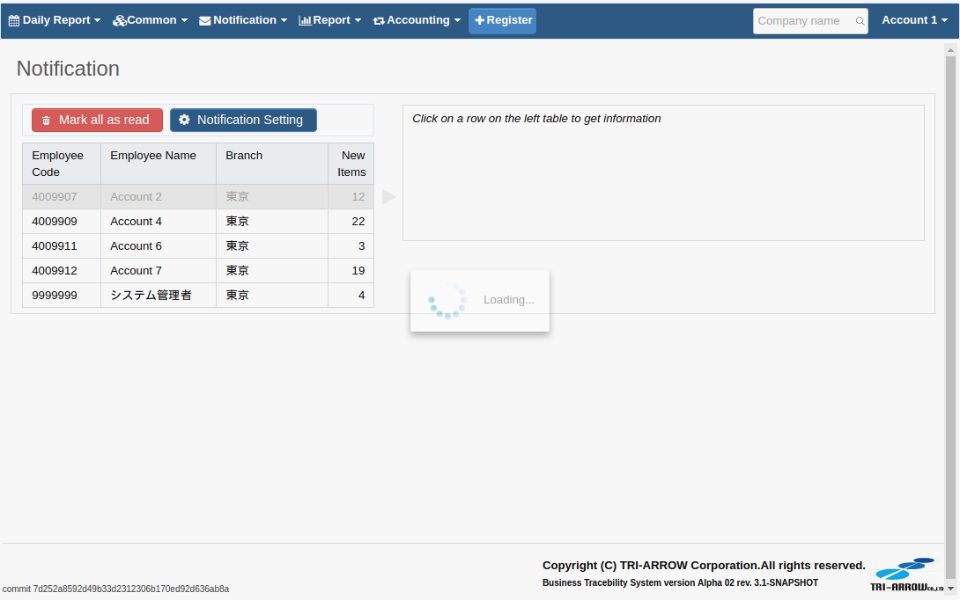 Daily Report Common Notification Report Accounting Register Company name Account 1
Notification
Mark all as read Notification Setting
Click on a row on the left table to get information
Employee Code Employee Name Branch New Items
4009907 Account 2 東京 12
4009909 Account 4 東京 22
4009911 Account 6 東京 3
4009912 Account 7 東京 19
9999999 システム管理者 東京 4
Loading...
Copyright (C) TRI-ARROW Corporation.All rights reserved.
Business Tracebility System version Alpha 02 rev. 3.1-SNAPSHOT
TRI-ARROW CO.,LTD
commit 7d252a8592d49b33d2312306b170ed92d636ab8a